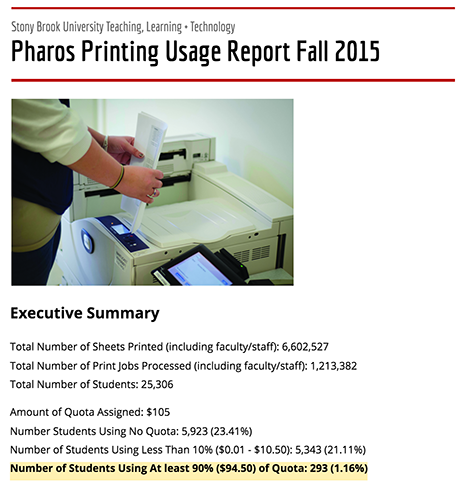 Stony Brook University Teaching, Learning + Technology
Pharos Printing Usage Report Fall 2015
Executive Summary
Total Number of Sheets Printed (including faculty/staff): 6,602,527
Total Number of Print Jobs Processed (including faculty/staff): 1,213,382
Total Number of Students: 25,306
Amount of Quota Assigned: $105
Number Students Using No Quota: 5,923 (23.41%)
Number of Students Using Less Than 10% ($0.01 - $10.50): 5,343 (21.11%)
Number of Students Using At least 90% ($94.50) of Quota: 293 (1.16%)